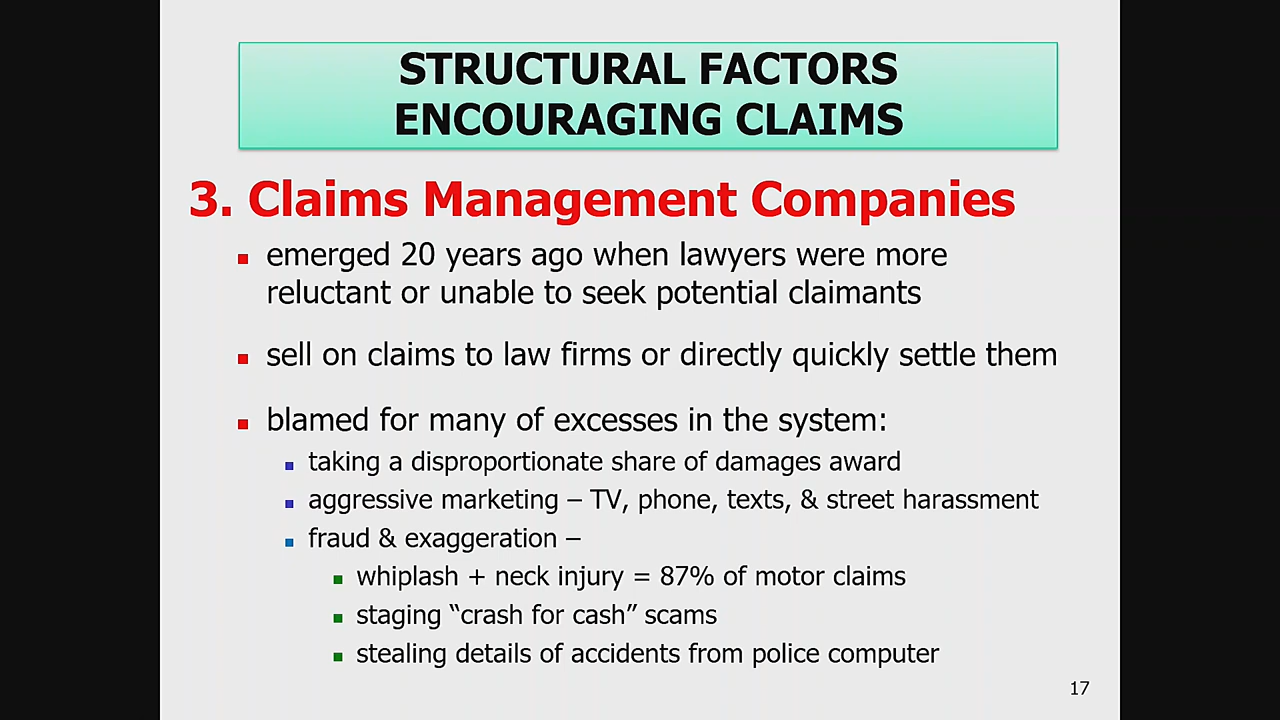 STRUCTURAL FACTORS
ENCOURAGING CLAIMS
3. Claims Management Companies
emerged 20 years ago when lawyers were more
reluctant or unable to seek potential claimants
sell on claims to law firms or directly quickly settle them
blamed for many of excesses in the system:
taking a disproportionate share of damages award
aggressive marketing – TV, phone, texts, & street harassment
fraud & exaggeration –
whiplash + neck injury = 87% of motor claims
staging “crash for cash” scams
stealing details of accidents from police computer
17